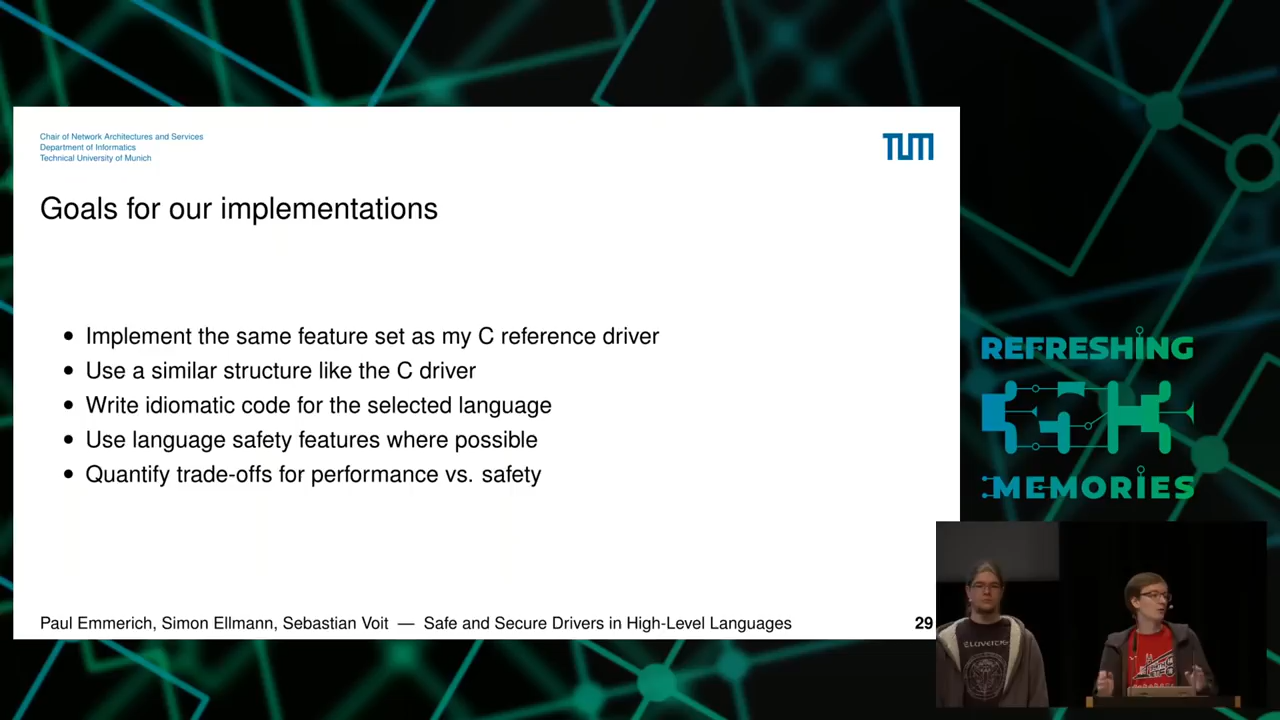 Chair of Network Architectures and Services
Department of Informatics
Technical University of Munich
TUM
Goals for our implementations
Implement the same feature set as my C reference driver
Use a similar structure like the C driver
Write idiomatic code for the selected language
Use language safety features where possible
Quantify trade-offs for performance vs. safety
Paul Emmerich, Simon Ellmann, Sebastian Voit — Safe and Secure Drivers in High-Level Languages
29
REFRESHING
MEMORIES
ELUVEITIE